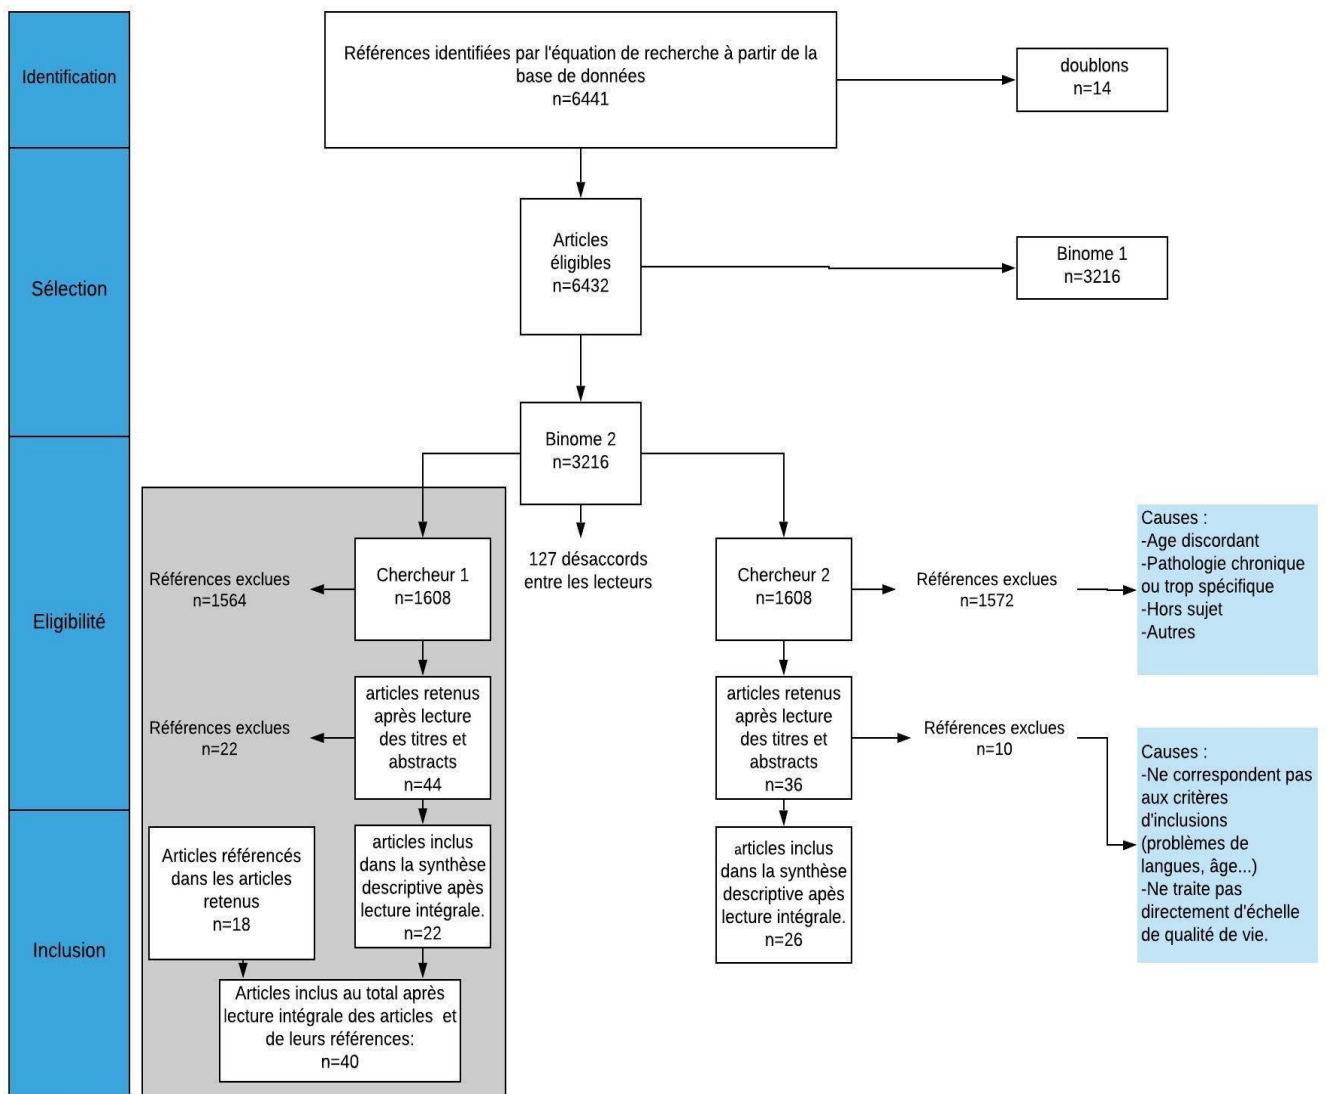 Identification
Références identifiées par l'équation de recherche à partir de la
base de données
n=6441
doublons
n=14
Sélection
Articles
éligibles
n=6432
Binome 1
n=3216
Eligibilité
Binome 2
n=3216
127 désaccords
entre les lecteurs
Références exclues
n=1564
Chercheur 1
n=1608
Chercheur 2
n=1608
Références exclues
n=1572
Causes :
-Age discordant
-Pathologie chronique
ou trop spécifique
-Hors sujet
-Autres
Références exclues
n=22
articles retenus
après lecture
des titres et
abstracts
n=44
articles retenus
après lecture
des titres et
abstracts
n=36
Références exclues
n=10
Causes :
-Ne correspondent pas
aux critères
d'inclusions
(problèmes de
langues, âge...)
-Ne traite pas
directement d'échelle
de qualité de vie.
Inclusion
Articles référencés
dans les articles
retenus
n=18
articles inclus
dans la synthèse
descriptive apès
lecture intégrale.
n=22
articles inclus
dans la synthèse
descriptive apès
lecture intégrale.
n=26
Articles inclus au total après
lecture intégrale des articles et
de leurs références:
n=40